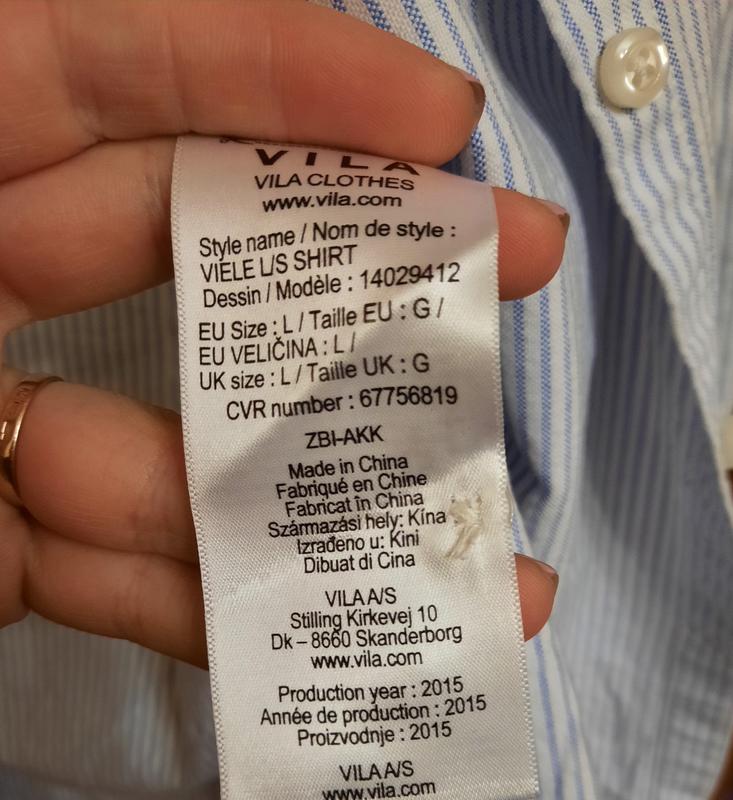 VILA
VILA CLOTHES
www.vila.com
Style name / Nom de style :
VIELE L/S SHIRT
Dessin / Modèle : 14029412
EU Size : L / Taille EU : G /
EU VELIČINA : L /
UK size : L / Taille UK : G
CVR number : 67756819
ZBI-AKK
Made in China
Fabriqué en Chine
Fabricat în China
Származási hely: Kína
Izrađeno u: Kini
Dibuat di Cina
VILA A/S
Stilling Kirkevej 10
Dk – 8660 Skanderborg
www.vila.com
Production year : 2015
Année de production : 2015
Proizvodnje : 2015
VILA A/S
www.vila.com